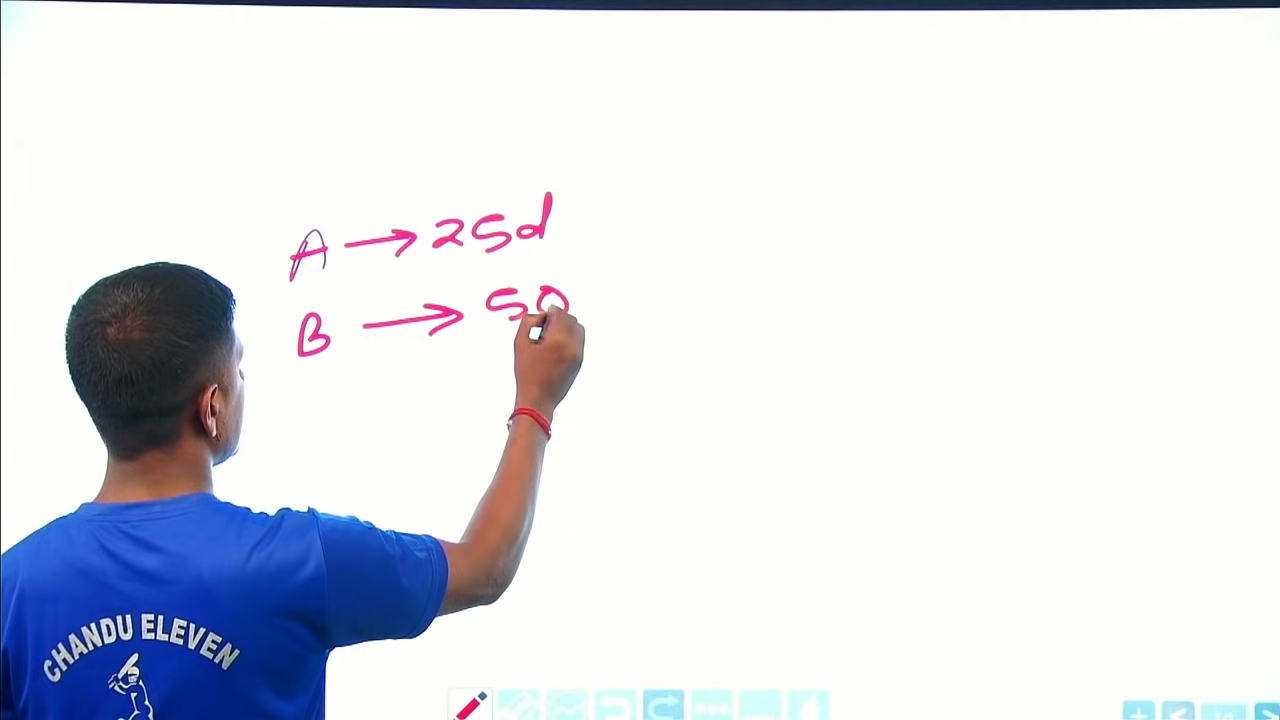 A → 25d
B → 50
CHANDU ELEVEN